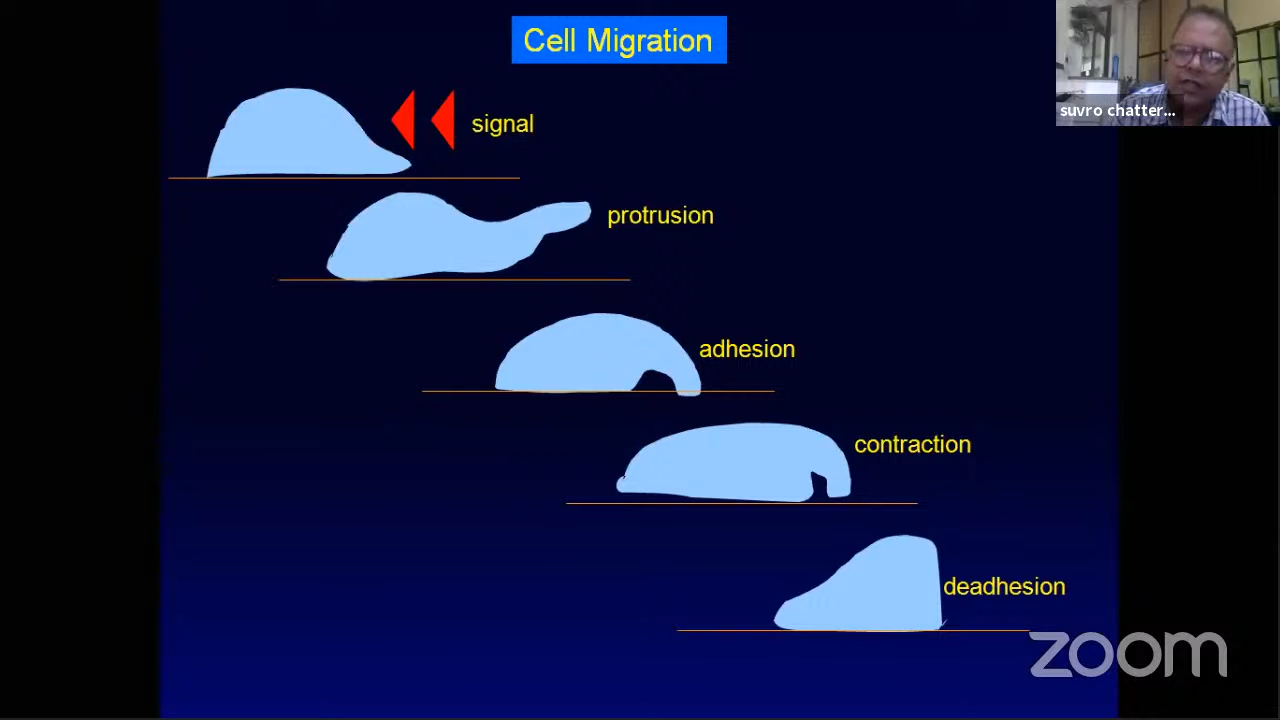 Cell Migration
suvro chatter...
signal
protrusion
adhesion
contraction
deadhesion
zoom